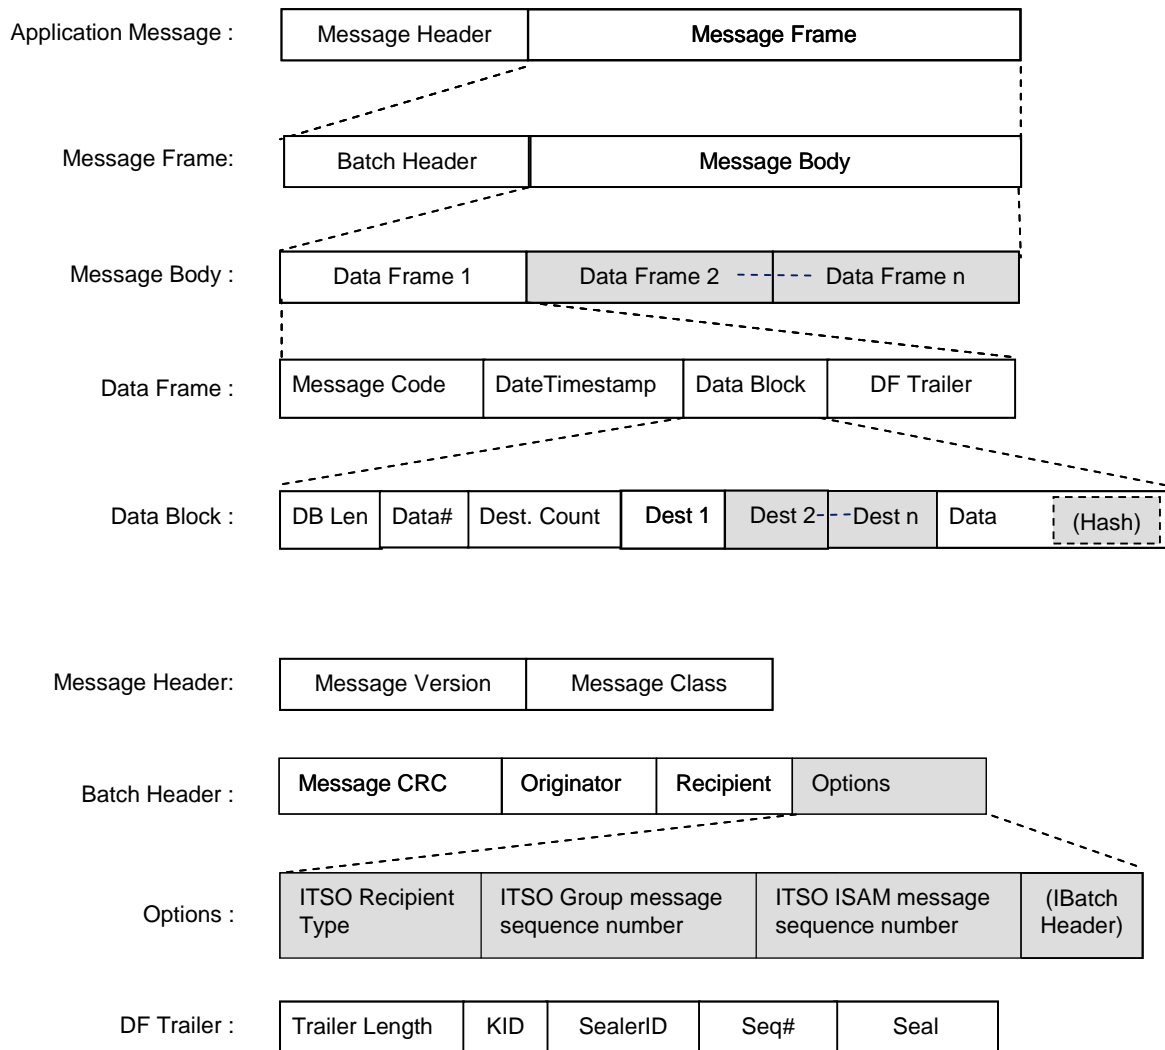 Application Message : Message Header Message Frame
Message Frame: Batch Header Message Body
Message Body : Data Frame 1 Data Frame 2 Data Frame n
Data Frame : Message Code DateTimestamp Data Block DF Trailer
Data Block : DB Len Data# Dest. Count Dest 1 Dest 2 Dest n Data (Hash)
Message Header: Message Version Message Class
Batch Header : Message CRC Originator Recipient Options
Options :
ITSO Recipient
Type
ITSO Group message
sequence number
ITSO ISAM message
sequence number
(IBatch
Header)
DF Trailer : Trailer Length KID SealerID Seq# Seal